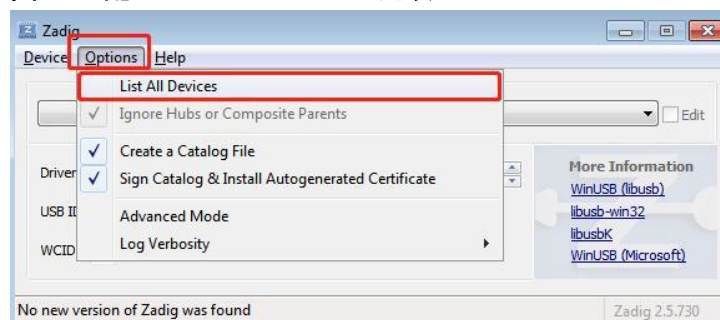 Zadig
Device Options Help
List All Devices
Ignore Hubs or Composite Parents
Edit
Create a Catalog File
Sign Catalog & Install Autogenerated Certificate
Advanced Mode
Log Verbosity
Driver
USB ID
WCID
More Information
WinUSB (libusb)
libusb-win32
libusbK
WinUSB (Microsoft)
No new version of Zadig was found
Zadig 2.5.730